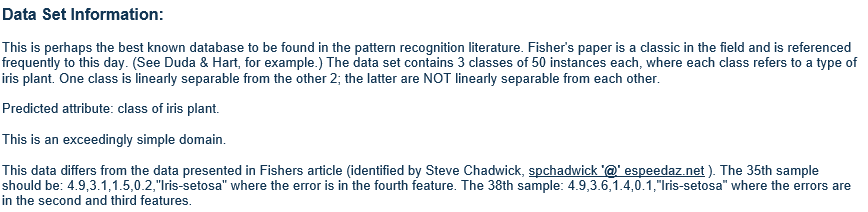 Data Set Information:
This is perhaps the best known database to be found in the pattern recognition literature. Fisher's paper is a classic in the field and is referenced
frequently to this day. (See Duda & Hart, for example.) The data set contains 3 classes of 50 instances each, where each class refers to a type of
iris plant. One class is linearly separable from the other 2; the latter are NOT linearly separable from each other.
Predicted attribute: class of iris plant.
This is an exceedingly simple domain.
This data differs from the data presented in Fishers article (identified by Steve Chadwick, spchadwick '@' espeedaz.net ). The 35th sample
should be: 4.9,3.1,1.5,0.2,"Iris-setosa" where the error is in the fourth feature. The 38th sample: 4.9,3.6,1.4,0.1,"Iris-setosa" where the errors are
in the second and third features.